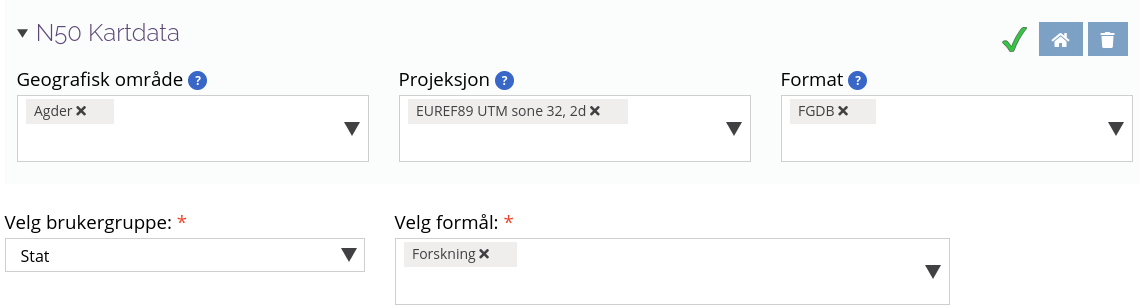 N50 Kartdata
Geografisk område ? Projeksjon ? Format ?
Agder EUREF89 UTM sone 32, 2d FGDB
Velg brukergruppe: * Velg formål: *
Stat Forskning